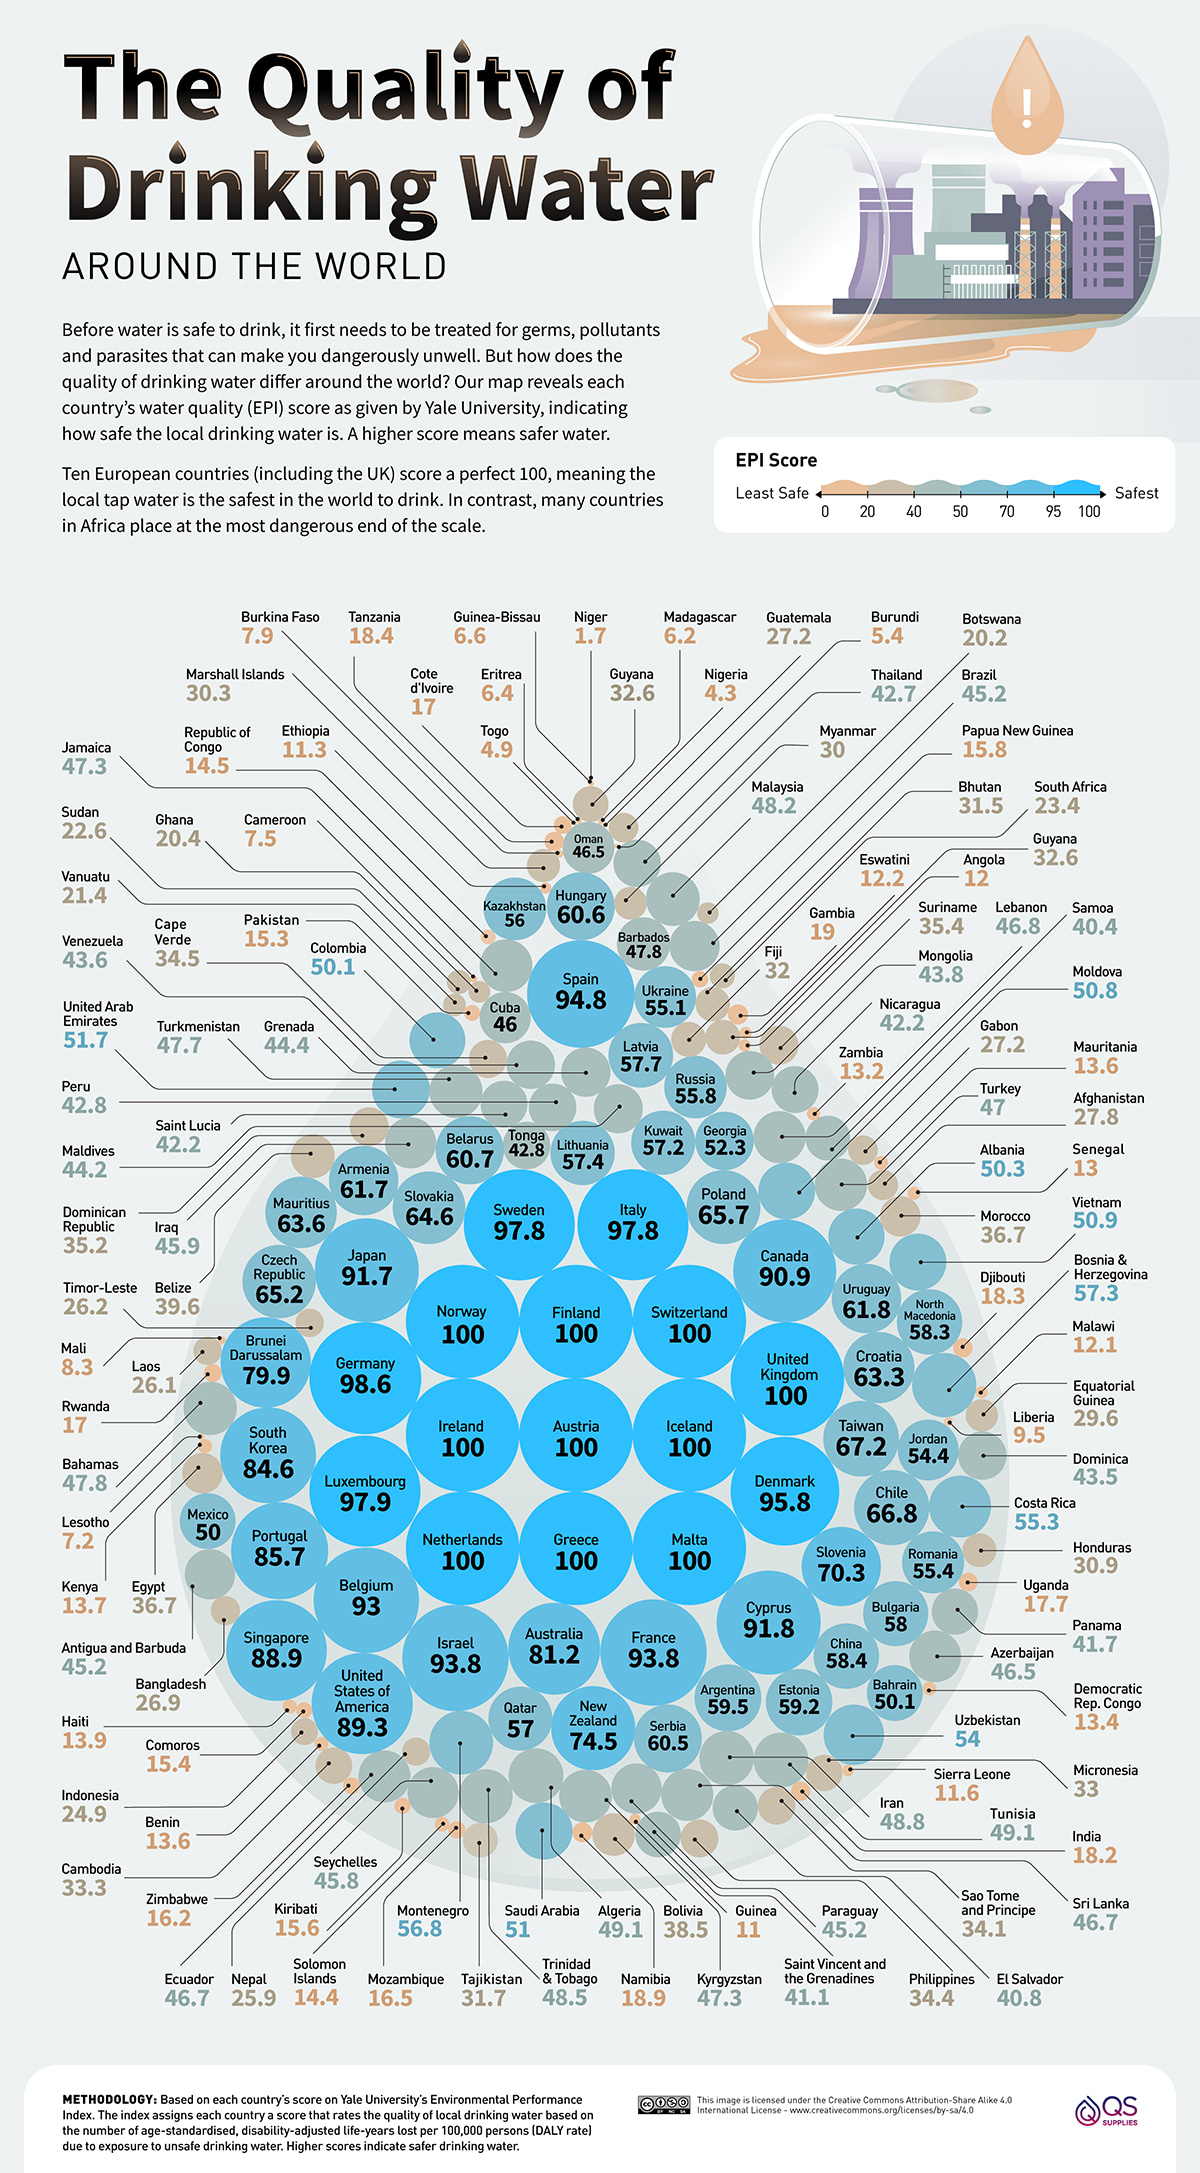 The Quality of
Drinking Water
AROUND THE WORLD
!
Before water is safe to drink, it first needs to be treated for germs, pollutants
and parasites that can make you dangerously unwell. But how does the
quality of drinking water differ around the world? Our map reveals each
country's water quality (EPI) score as given by Yale University, indicating
how safe the local drinking water is. A higher score means safer water.
Ten European countries (including the UK) score a perfect 100, meaning the
local tap water is the safest in the world to drink. In contrast, many countries
in Africa place at the most dangerous end of the scale.
EPI Score
Least Safe
Safest
0 20 40 50 70 95 100
Burkina Faso
7.9
Tanzania
18.4
Guinea-Bissau
6.6
Niger
1.7
Madagascar
6.2
Guatemala
27.2
Burundi
5.4
Botswana
20.2
Marshall Islands
30.3
Cote
d'Ivoire
17
Eritrea
6.4
Guyana
32.6
Nigeria
4.3
Thailand
42.7
Brazil
45.2
Jamaica
47.3
Republic of
Congo
14.5
Ethiopia
11.3
Togo
4.9
Myanmar
30
Papua New Guinea
15.8
Malaysia
48.2
Bhutan
31.5
South Africa
23.4
Sudan
22.6
Ghana
20.4
Cameroon
7.5
Oman
46.5
Guyana
32.6
Eswatini
12.2
Angola
12
Vanuatu
21.4
Kazakhstan
56
Hungary
60.6
Gambia
19
Suriname
35.4
Lebanon
46.8
Samoa
40.4
Cape
Verde
34.5
Pakistan
15.3
Venezuela
43.6
Colombia
50.1
Barbados
47.8
Fiji
32
Mongolia
43.8
Moldova
50.8
Spain
94.8
Ukraine
55.1
United Arab
Emirates
51.7
Turkmenistan
47.7
Grenada
44.4
Cuba
46
Nicaragua
42.2
Gabon
27.2
Latvia
57.7
Zambia
13.2
Mauritania
13.6
Peru
42.8
Russia
55.8
Turkey
47
Afghanistan
27.8
Saint Lucia
42.2
Maldives
44.2
Belarus
60.7
Tonga
42.8
Lithuania
57.4
Kuwait
57.2
Georgia
52.3
Albania
50.3
Senegal
13
Armenia
61.7
Dominican
Republic
35.2
Iraq
45.9
Mauritius
63.6
Slovakia
64.6
Sweden
97.8
Italy
97.8
Poland
65.7
Morocco
36.7
Vietnam
50.9
Timor-Leste
26.2
Belize
39.6
Czech
Republic
65.2
Japan
91.7
Canada
90.9
Uruguay
61.8
Djibouti
18.3
Bosnia &
Herzegovina
57.3
Norway
100
Finland
100
Switzerland
100
North
Macedonia
58.3
Malawi
12.1
Mali
8.3
Laos
26.1
Brunei
Darussalam
79.9
Germany
98.6
United
Kingdom
100
Croatia
63.3
Equatorial
Guinea
29.6
Rwanda
17
South
Korea
84.6
Ireland
100
Austria
100
Iceland
100
Taiwan
67.2
Jordan
54.4
Liberia
9.5
Bahamas
47.8
Luxembourg
97.9
Denmark
95.8
Dominica
43.5
Lesotho
7.2
Mexico
50
Chile
66.8
Costa Rica
55.3
Portugal
85.7
Netherlands
100
Greece
100
Malta
100
Slovenia
70.3
Romania
55.4
Honduras
30.9
Kenya
13.7
Egypt
36.7
Belgium
93
Uganda
17.7
Cyprus
91.8
Bulgaria
58
Panama
41.7
Antigua and Barbuda
45.2
Singapore
88.9
Israel
93.8
Australia
81.2
France
93.8
China
58.4
Azerbaijan
46.5
Bangladesh
26.9
United
States of
America
89.3
Argentina
59.5
Estonia
59.2
Bahrain
50.1
Democratic
Rep. Congo
13.4
Haiti
13.9
Comoros
15.4
Qatar
57
New
Zealand
74.5
Serbia
60.5
Uzbekistan
54
Indonesia
24.9
Benin
13.6
Sierra Leone
11.6
Micronesia
33
Iran
48.8
Tunisia
49.1
India
18.2
Cambodia
33.3
Seychelles
45.8
Zimbabwe
16.2
Kiribati
15.6
Montenegro
56.8
Saudi Arabia
51
Algeria
49.1
Bolivia
38.5
Guinea
11
Paraguay
45.2
Sao Tome
and Principe
34.1
Sri Lanka
46.7
Ecuador
46.7
Nepal
25.9
Solomon
Islands
14.4
Mozambique
16.5
Tajikistan
31.7
Trinidad
& Tobago
48.5
Namibia
18.9
Kyrgyzstan
47.3
Saint Vincent and
the Grenadines
41.1
Philippines
34.4
El Salvador
40.8
METHODOLOGY: Based on each country's score on Yale University's Environmental Performance
Index. The index assigns each country a score that rates the quality of local drinking water based on
the number of age-standardised, disability-adjusted life-years lost per 100,000 persons (DALY rate)
due to exposure to unsafe drinking water. Higher scores indicate safer drinking water.
CC BY NC SA
This image is licensed under the Creative Commons Attribution-Share Alike 4.0
International License - www.creativecommons.org/licenses/by-sa/4.0
QS
SUPPLIES